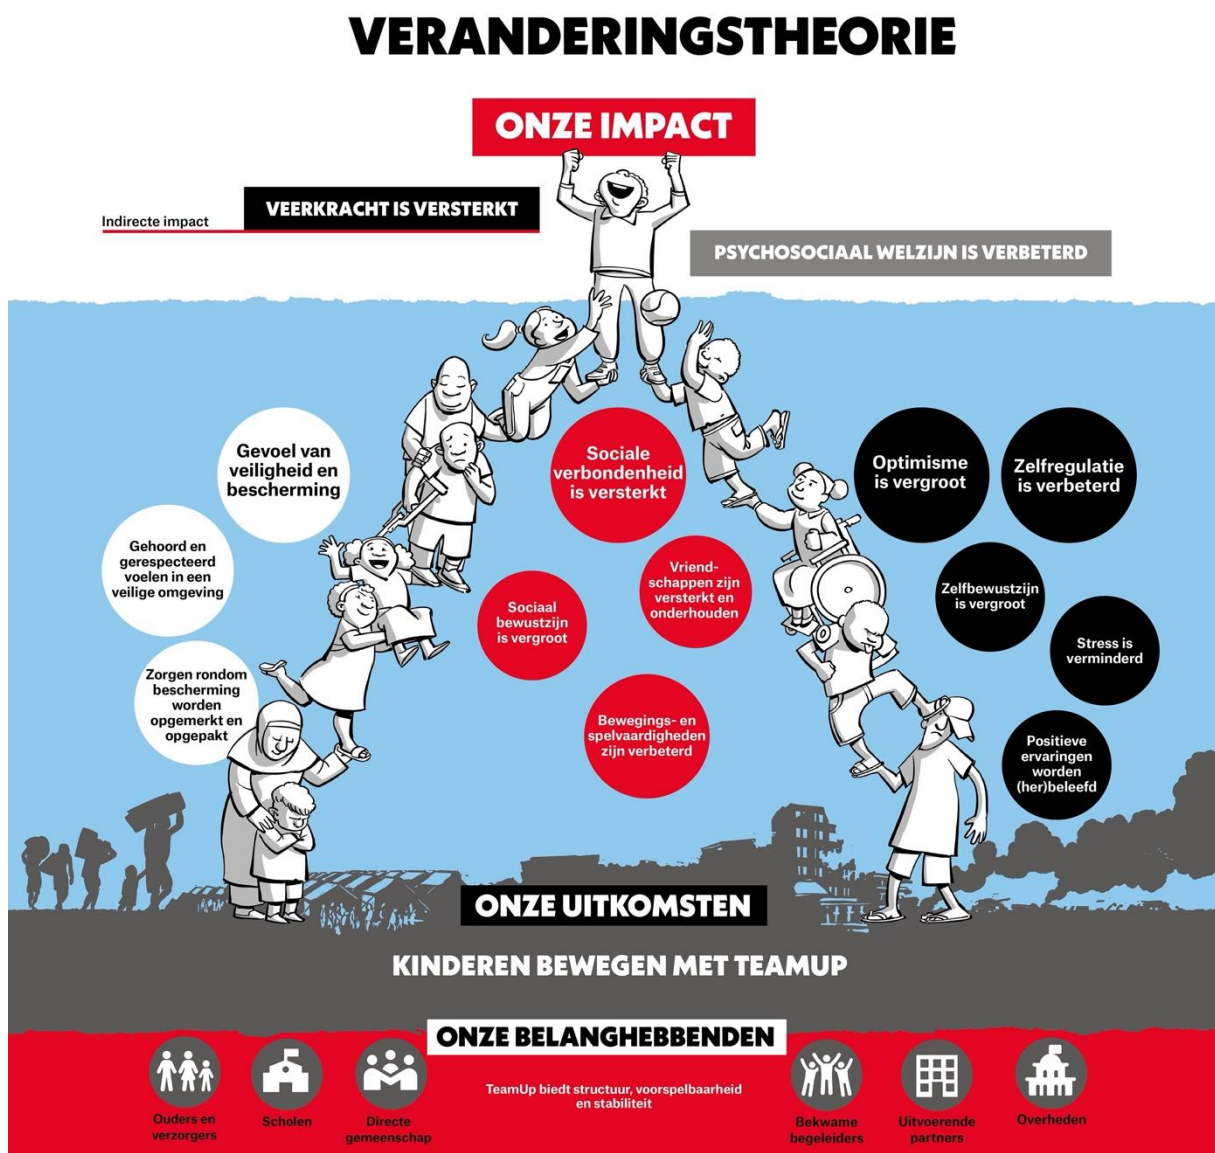 VERANDERINGSTHEORIE
ONZE IMPACT
Indirecte impact
VEERKRACHT IS VERSTERKT
PSYCHOSOCIAAL WELZIJN IS VERBETERD
Gevoel van
veiligheid en
bescherming
Gehoord en
gerespecteerd
voelen in een
veilige omgeving
Zorgen rondom
bescherming
worden
opgemerkt en
opgepakt
Sociale
verbondenheid
is versterkt
Vriend-
schappen zijn
versterkt en
onderhouden
Sociaal
bewustzijn
is vergroot
Bewegings- en
spelvaardigheden
zijn verbeterd
Optimisme
is vergroot
Zelfregulatie
is verbeterd
Zelfbewustzijn
is vergroot
Stress is
verminderd
Positieve
ervaringen
worden
(her)beleefd
ONZE UITKOMSTEN
KINDEREN BEWEGEN MET TEAMUP
ONZE BELANGHEBBENDEN
TeamUp biedt structuur, voorspelbaarheid
en stabiliteit
Ouders en
verzorgers
Scholen
Directe
gemeenschap
Bekwame
begeleiders
Uitvoerende
partners
Overheden